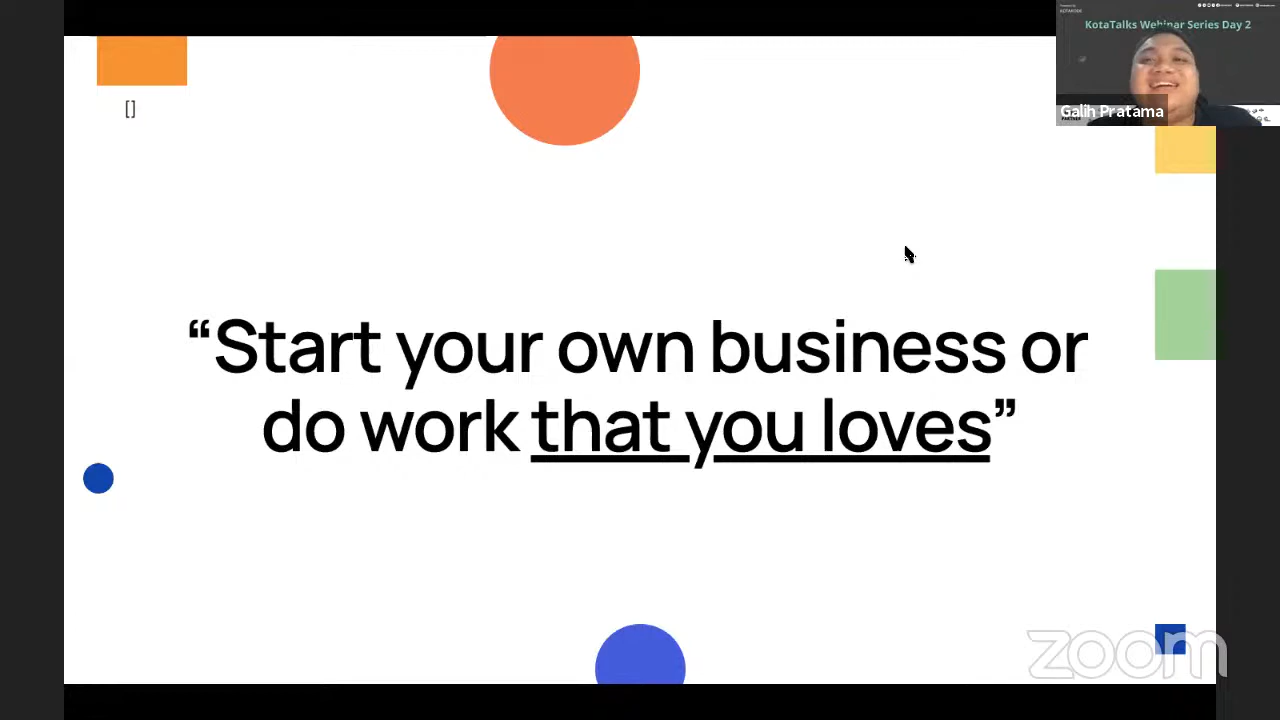 KotaTalks Webinar Series Day 2
Galih Pratama
[]
“Start your own business or
do work that you loves”
zoom